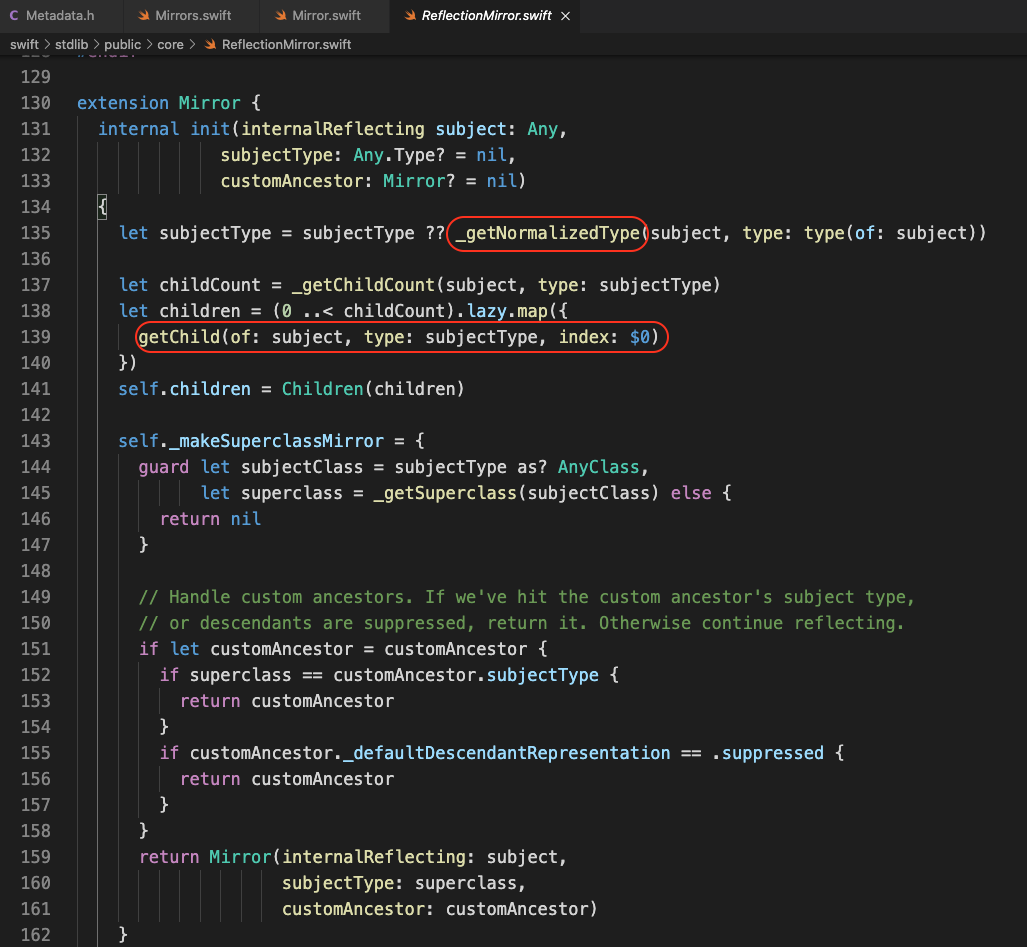 C Metadata.h Mirrors.swift Mirror.swift ReflectionMirror.swift ×
swift > stdlib > public > core > ReflectionMirror.swift
129
130 extension Mirror {
131   internal init(internalReflecting subject: Any,
132               subjectType: Any.Type? = nil,
133               customAncestor: Mirror? = nil)
134   {
135     let subjectType = subjectType ?? _getNormalizedType(subject, type: type(of: subject))
136
137     let childCount = _getChildCount(subject, type: subjectType)
138     let children = (0 ..< childCount).lazy.map({
139       getChild(of: subject, type: subjectType, index: $0)
140     })
141     self.children = Children(children)
142
143     self._makeSuperclassMirror = {
144       guard let subjectClass = subjectType as? AnyClass,
145             let superclass = _getSuperclass(subjectClass) else {
146         return nil
147       }
148
149       // Handle custom ancestors. If we've hit the custom ancestor's subject type,
150       // or descendants are suppressed, return it. Otherwise continue reflecting.
151       if let customAncestor = customAncestor {
152         if superclass == customAncestor.subjectType {
153           return customAncestor
154         }
155         if customAncestor._defaultDescendantRepresentation == .suppressed {
156           return customAncestor
157         }
158       }
159       return Mirror(internalReflecting: subject,
160                     subjectType: superclass,
161                     customAncestor: customAncestor)
162     }